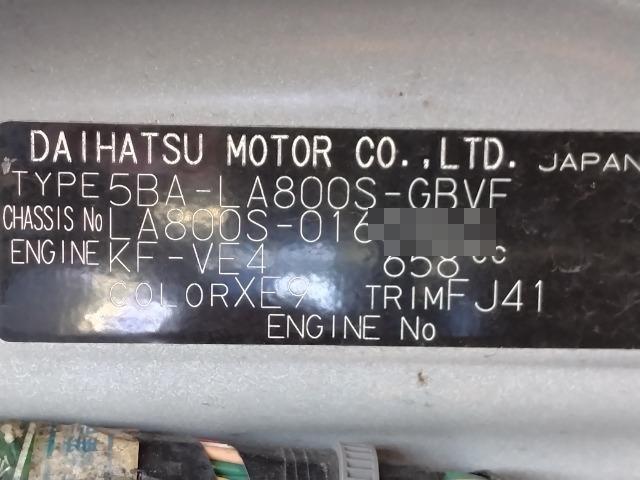 DAIHATSU MOTOR CO.,LTD. JAPAN
TYPE 5BA-LA800S-GBVF
CHASSIS No LA800S-016
ENGINE KF-VE4 658 cc
COLOR XE9 TRIM FJ41
ENGINE No